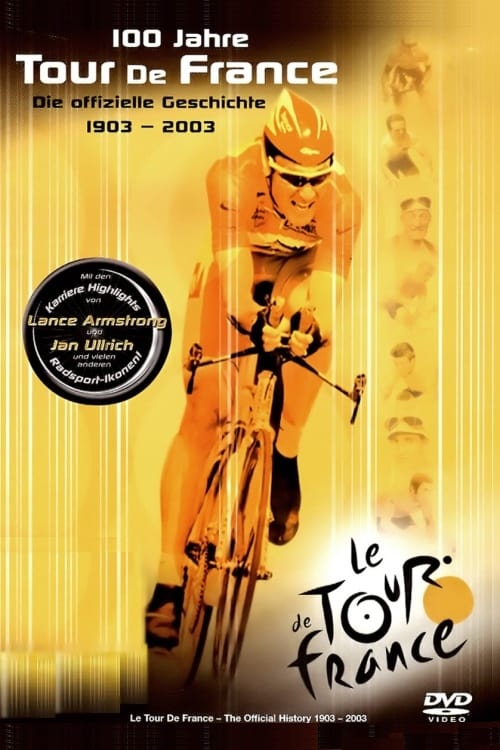 100 Jahre
Tour De France
Die offizielle Geschichte
1903 – 2003
Mit den
Karriere Highlights
von
Lance Armstrong
und
Jan Ullrich
und vielen
anderen
Radsport-Ikonen!
Le
de Tour
France
DVD
VIDEO
Le Tour De France – The Official History 1903 – 2003